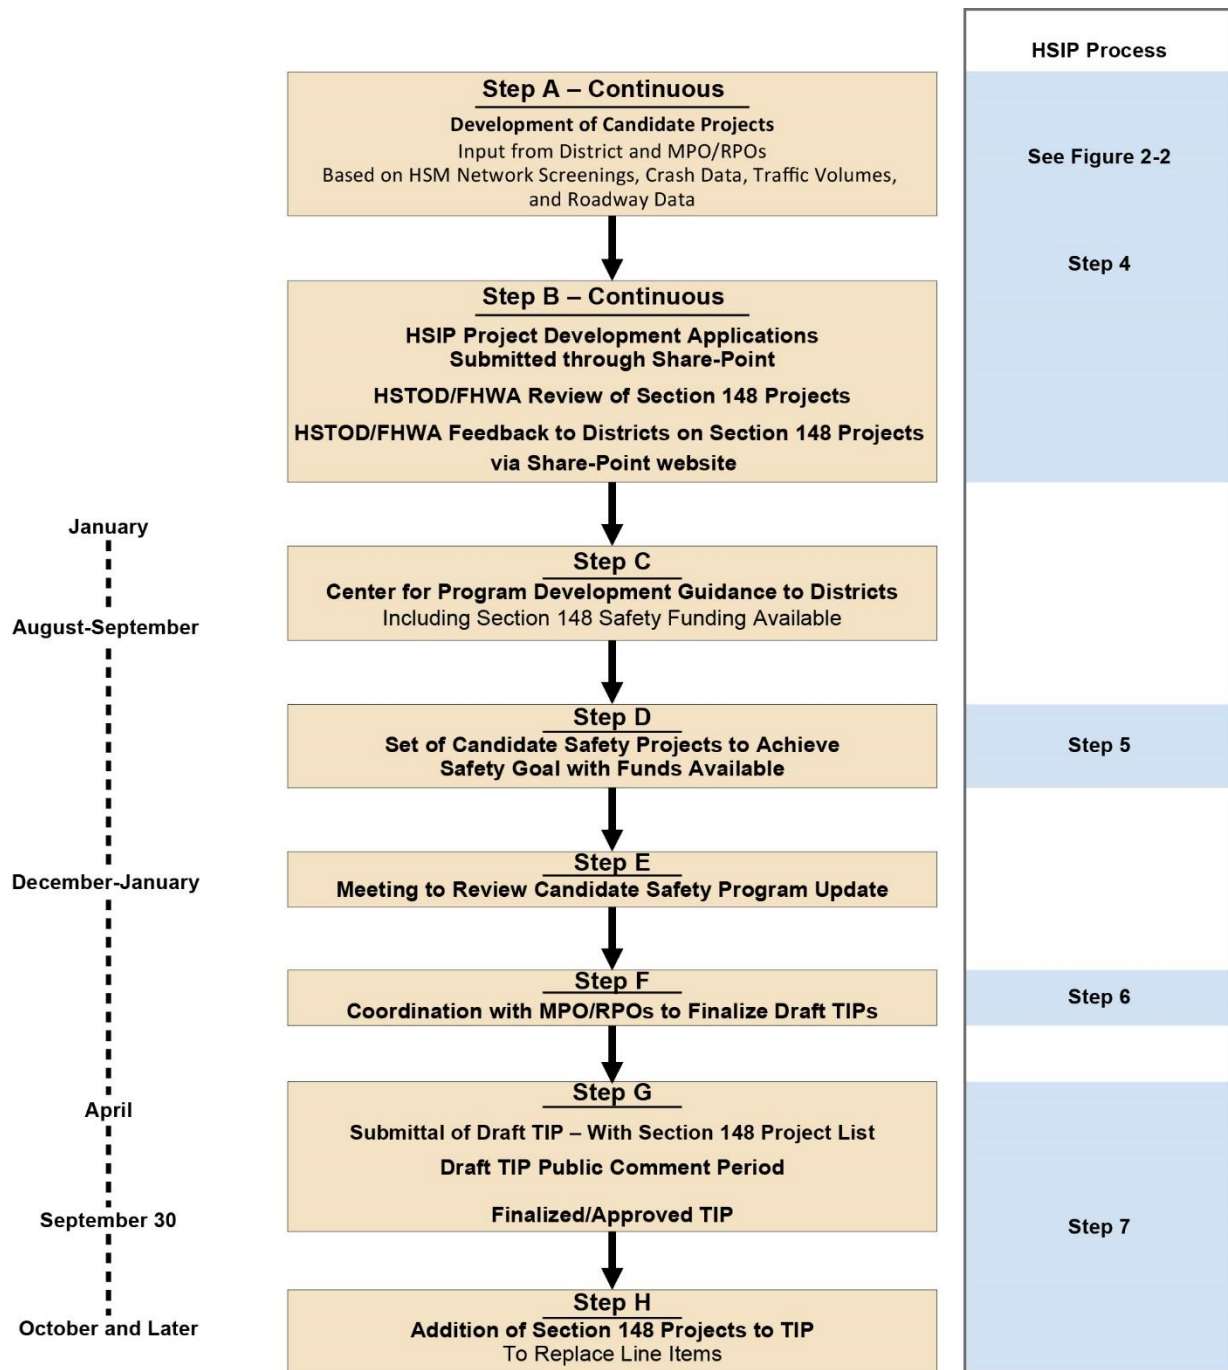 HSIP Process
Step A – Continuous
Development of Candidate Projects
Input from District and MPO/RPOs
Based on HSM Network Screenings, Crash Data, Traffic Volumes,
and Roadway Data
See Figure 2-2
Step 4
Step B – Continuous
HSIP Project Development Applications
Submitted through Share-Point
HSTOD/FHWA Review of Section 148 Projects
HSTOD/FHWA Feedback to Districts on Section 148 Projects
via Share-Point website
January
Step C
Center for Program Development Guidance to Districts
Including Section 148 Safety Funding Available
August-September
Step D
Set of Candidate Safety Projects to Achieve
Safety Goal with Funds Available
Step 5
Step E
Meeting to Review Candidate Safety Program Update
December-January
Step F
Coordination with MPO/RPOs to Finalize Draft TIPs
Step 6
Step G
April
Submittal of Draft TIP – With Section 148 Project List
Draft TIP Public Comment Period
Finalized/Approved TIP
September 30
Step 7
Step H
Addition of Section 148 Projects to TIP
To Replace Line Items
October and Later